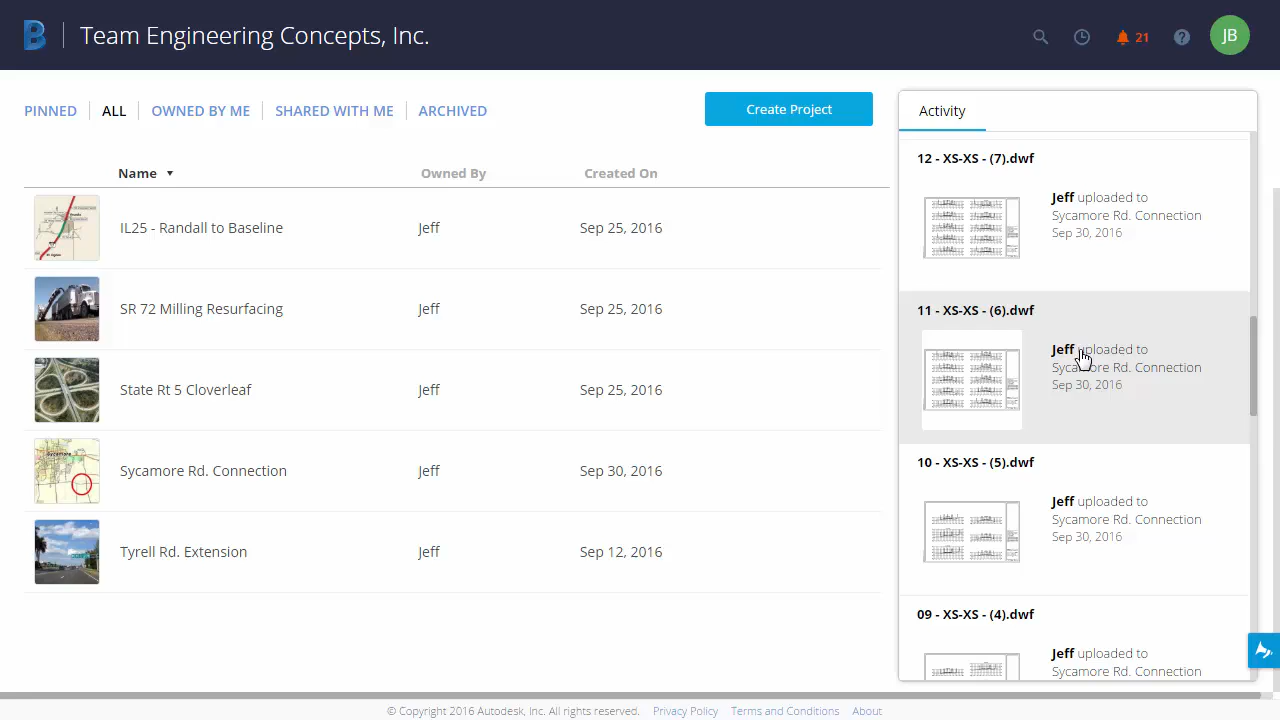 Team Engineering Concepts, Inc.
21
JB
PINNED
ALL
OWNED BY ME
SHARED WITH ME
ARCHIVED
Create Project
Name
Owned By
Created On
IL25 - Randall to Baseline
Jeff
Sep 25, 2016
SR 72 Milling Resurfacing
Jeff
Sep 25, 2016
State Rt 5 Cloverleaf
Jeff
Sep 25, 2016
Sycamore
Sycamore Rd. Connection
Jeff
Sep 30, 2016
Tyrell Rd. Extension
Jeff
Sep 12, 2016
Activity
12 - XS-XS - (7).dwf
Jeff uploaded to
Sycamore Rd. Connection
Sep 30, 2016
11 - XS-XS - (6).dwf
Jeff uploaded to
Sycamore Rd. Connection
Sep 30, 2016
10 - XS-XS - (5).dwf
Jeff uploaded to
Sycamore Rd. Connection
Sep 30, 2016
09 - XS-XS - (4).dwf
Jeff uploaded to
Sycamore Rd. Connection
© Copyright 2016 Autodesk, Inc. All rights reserved.
Privacy Policy
Terms and Conditions
About